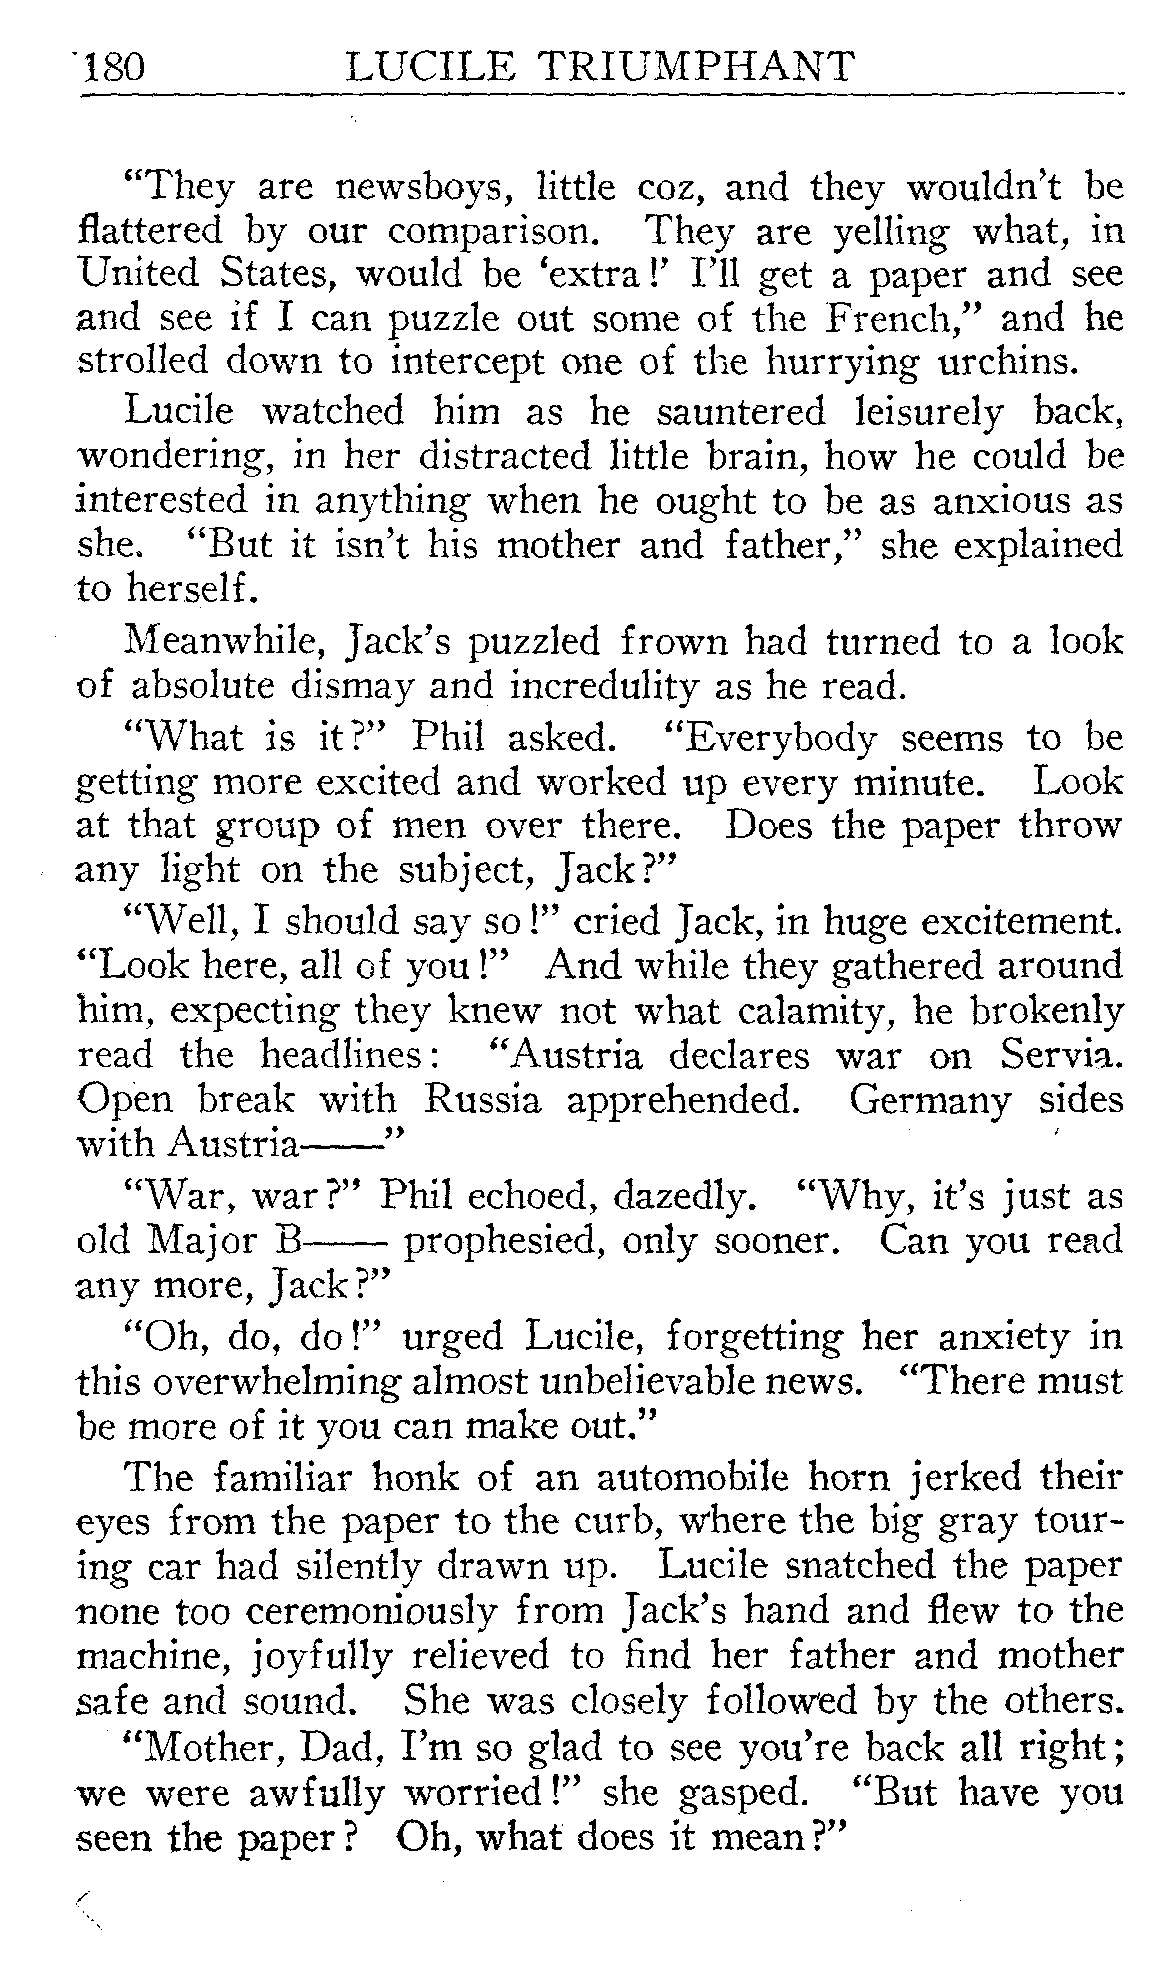 180 LUCILE TRIUMPHANT
“They are newsboys, little coz, and they wouldn’t be
flattered by our comparison. They are yelling what, in
United States, would be ‘extra!’ I’ll get a paper and see
and see if I can puzzle out some of the French,” and he
strolled down to intercept one of the hurrying urchins.
Lucile watched him as he sauntered leisurely back,
wondering, in her distracted little brain, how he could be
interested in anything when he ought to be as anxious as
she. “But it isn’t his mother and father,” she explained
to herself.
Meanwhile, Jack’s puzzled frown had turned to a look
of absolute dismay and incredulity as he read.
“What is it?” Phil asked. “Everybody seems to be
getting more excited and worked up every minute. Look
at that group of men over there. Does the paper throw
any light on the subject, Jack?”
“Well, I should say so!” cried Jack, in huge excitement.
“Look here, all of you!” And while they gathered around
him, expecting they knew not what calamity, he brokenly
read the headlines: “Austria declares war on Servia.
Open break with Russia apprehended. Germany sides
with Austria——”
“War, war?” Phil echoed, dazedly. “Why, it’s just as
old Major B—— prophesied, only sooner. Can you read
any more, Jack?”
“Oh, do, do!” urged Lucile, forgetting her anxiety in
this overwhelming almost unbelievable news. “There must
be more of it you can make out.”
The familiar honk of an automobile horn jerked their
eyes from the paper to the curb, where the big gray tour-
ing car had silently drawn up. Lucile snatched the paper
none too ceremoniously from Jack’s hand and flew to the
machine, joyfully relieved to find her father and mother
safe and sound. She was closely followed by the others.
“Mother, Dad, I’m so glad to see you’re back all right;
we were awfully worried!” she gasped. “But have you
seen the paper? Oh, what does it mean?”